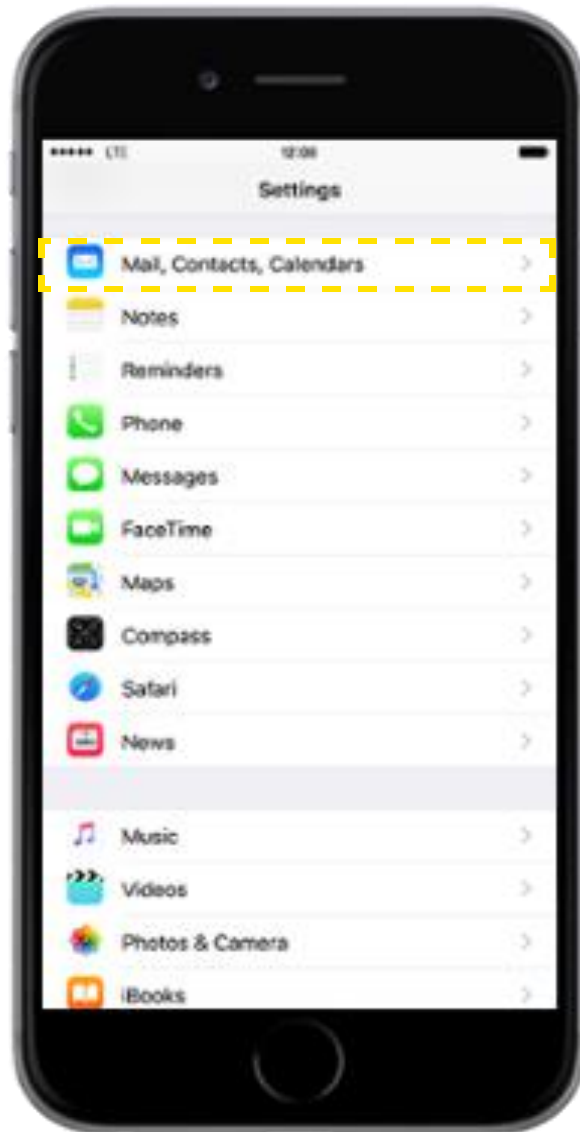 LTE 12:08
Settings
Mail, Contacts, Calendars
Notes
Reminders
Phone
Messages
FaceTime
Maps
Compass
Safari
News
Music
Videos
Photos & Camera
iBooks